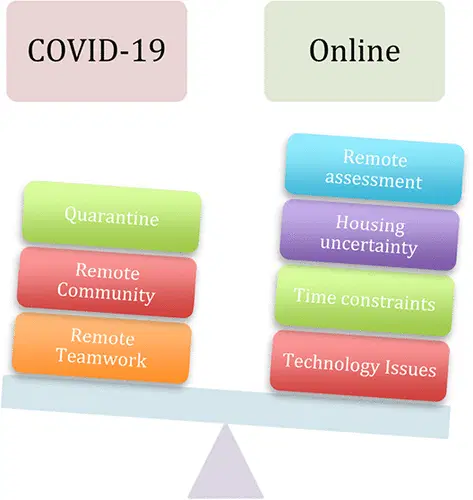 COVID-19
Online
Quarantine
Remote
Community
Remote
Teamwork
Remote
assessment
Housing
uncertainty
Time constraints
Technology Issues